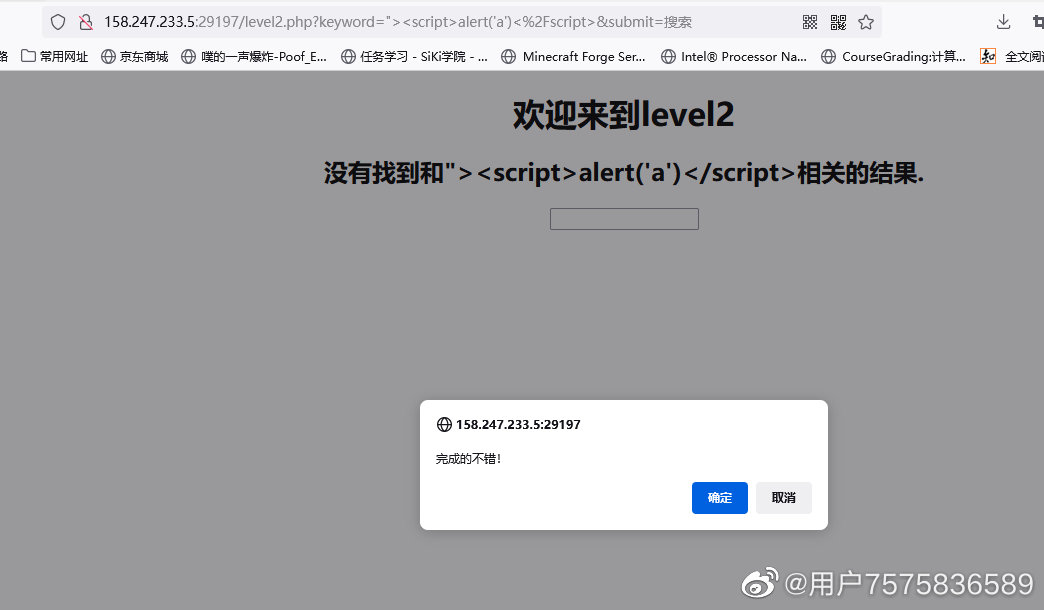 158.247.233.5:29197/level2.php?keyword="><script>alert('a')<%2Fscript>&submit=搜索
路 常用网址 京东商城 噗的一声爆炸-Poof_E... 任务学习 - SiKi学院 - ... Minecraft Forge Ser... Intel® Processor Na... CourseGrading:计算... 知 全文阅读
欢迎来到level2
没有找到和"><script>alert('a')</script>相关的结果.
158.247.233.5:29197
完成的不错!
确定 取消
@用户7575836589